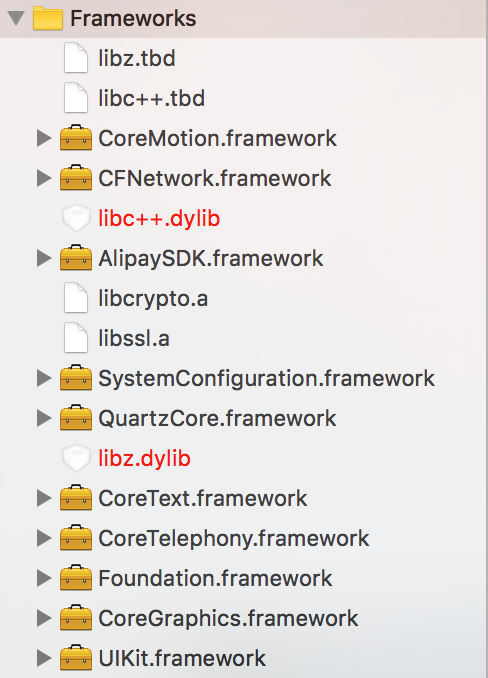 Frameworks
libz.tbd
libc++.tbd
CoreMotion.framework
CFNetwork.framework
libc++.dylib
AlipaySDK.framework
libcrypto.a
libssl.a
SystemConfiguration.framework
QuartzCore.framework
libz.dylib
CoreText.framework
CoreTelephony.framework
Foundation.framework
CoreGraphics.framework
UIKit.framework